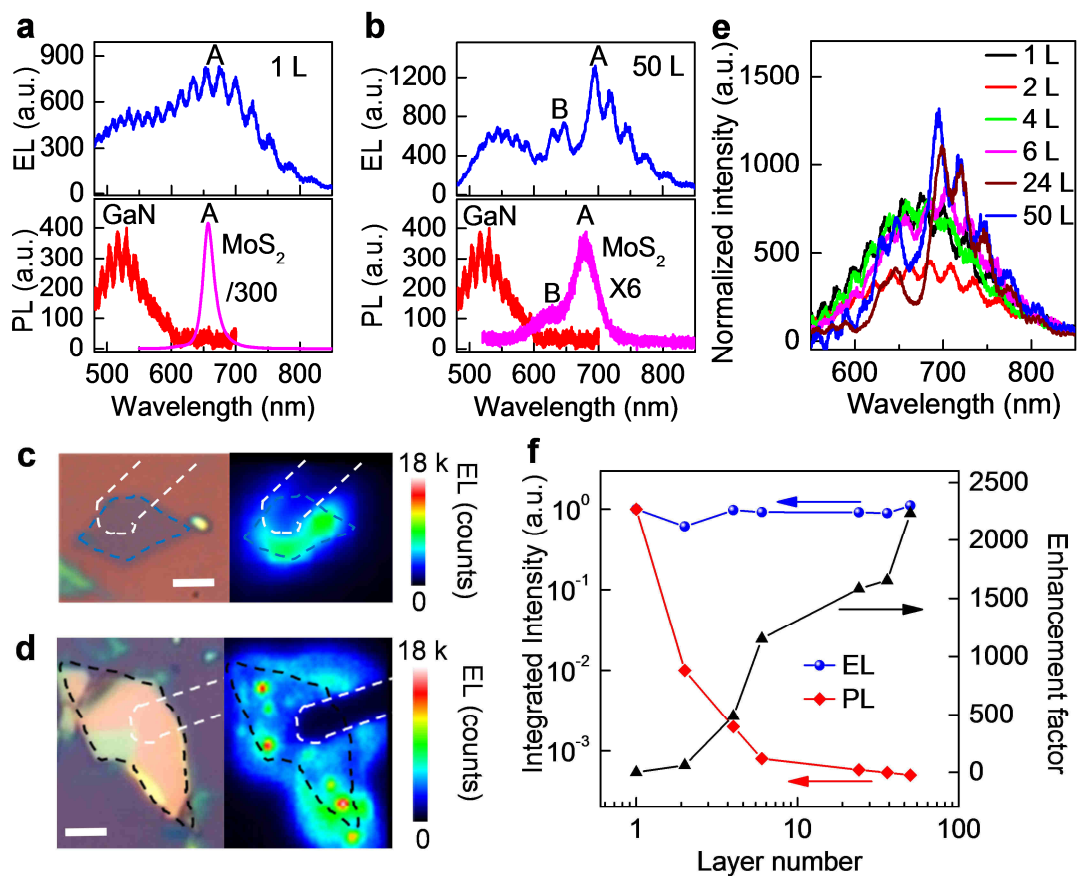 a
EL (a.u.)
900
600
300
0
A
1 L
PL (a.u.)
400
300
200
100
0
GaN
A
MoS₂
/300
500 600 700 800
Wavelength (nm)
b
EL (a.u.)
1200
800
400
0
B
A
50 L
PL (a.u.)
400
300
200
100
0
GaN
A
B
MoS₂
X6
500 600 700 800
Wavelength (nm)
e
Normalized intensity (a.u.)
1500
1000
500
0
1 L
2 L
4 L
6 L
24 L
50 L
600 700 800
Wavelength (nm)
c
18 k
0
EL (counts)
d
18 k
0
EL (counts)
f
Integrated Intensity (a.u.)
10⁰
10⁻¹
10⁻²
10⁻³
EL
PL
2500
2000
1500
1000
500
0
Enhancement factor
1 10 100
Layer number